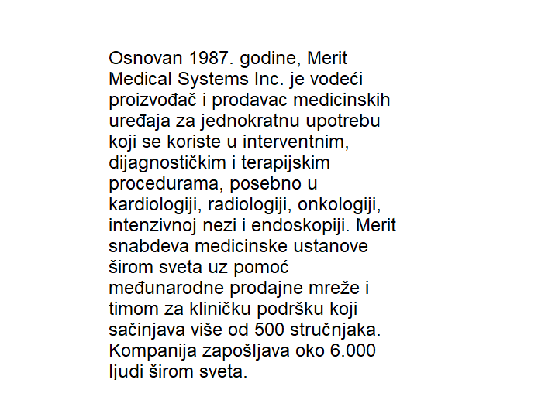 Osnovan 1987. godine, Merit
Medical Systems Inc. je vodeći
proizvođač i prodavac medicinskih
uređaja za jednokratnu upotrebu
koji se koriste u interventnim,
dijagnostičkim i terapijskim
procedurama, posebno u
kardiologiji, radiologiji, onkologiji,
intenzivnoj nezi i endoskopiji. Merit
snabdeva medicinske ustanove
širom sveta uz pomoć
međunarodne prodajne mreže i
timom za kliničku podršku koji
sačinjava više od 500 stručnjaka.
Kompanija zapošljava oko 6.000
ljudi širom sveta.